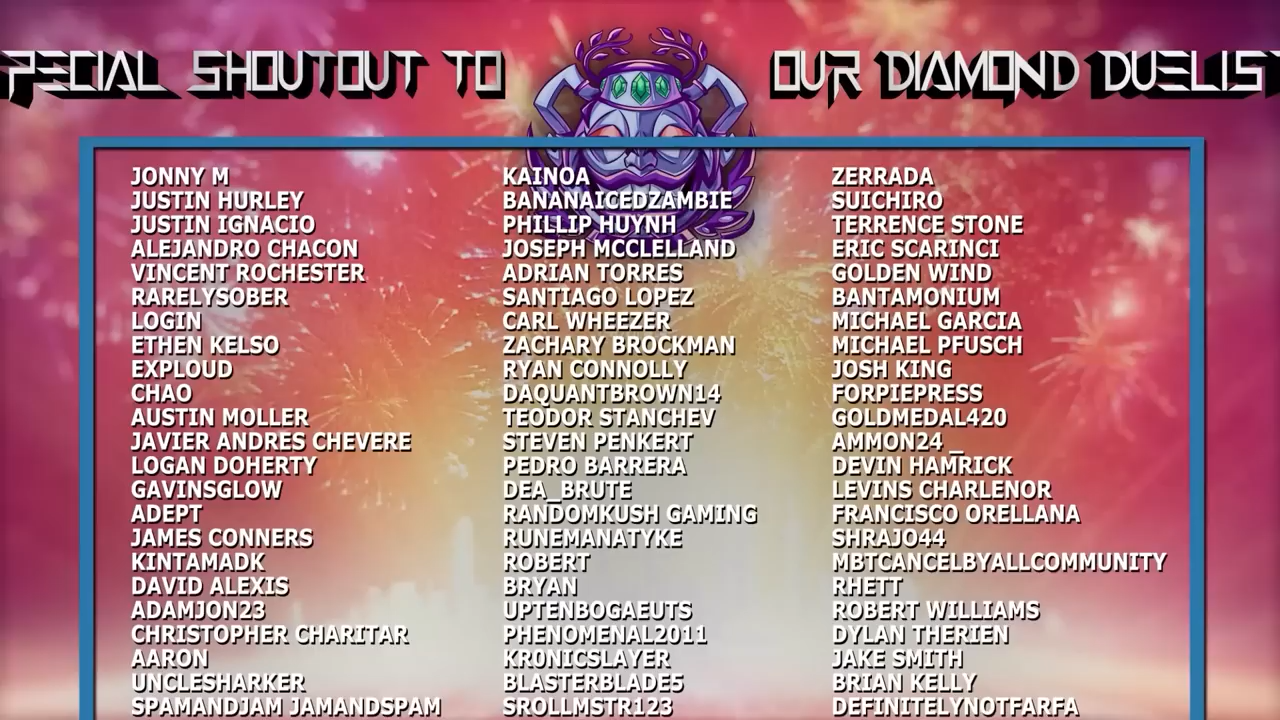 PECIAL SHOUTOUT TO OUR DIAMOND DUELIST
JONNY M
JUSTIN HURLEY
JUSTIN IGNACIO
ALEJANDRO CHACON
VINCENT ROCHESTER
RARELYSOBER
LOGIN
ETHEN KELSO
EXPLOUD
CHAO
AUSTIN MOLLER
JAVIER ANDRES CHEVERE
LOGAN DOHERTY
GAVINSGLOW
ADEPT
JAMES CONNERS
KINTAMADK
DAVID ALEXIS
ADAMJON23
CHRISTOPHER CHARITAR
AARON
UNCLESHARKER
SPAMANDJAM JAMANDSPAM
KAINOA
BANANAICEDZAMBIE
PHILLIP HUYNH
JOSEPH MCCLELLAND
ADRIAN TORRES
SANTIAGO LOPEZ
CARL WHEEZER
ZACHARY BROCKMAN
RYAN CONNOLLY
DAQUANTBROWN14
TEODOR STANCHEV
STEVEN PENKERT
PEDRO BARRERA
DEA_BRUTE
RANDOMKUSH GAMING
RUNEMANATYKE
ROBERT
BRYAN
UPTENBOGAEUTS
PHENOMENAL2011
KR0NICSLAYER
BLASTERBLADE5
SROLLMSTR123
ZERRADA
SUICHIRO
TERRENCE STONE
ERIC SCARINCI
GOLDEN WIND
BANTAMONIUM
MICHAEL GARCIA
MICHAEL PFUSCH
JOSH KING
FORPIEPRESS
GOLDMEDAL420
AMMON24_
DEVIN HAMRICK
LEVINS CHARLENOR
FRANCISCO ORELLANA
SHRAJO44
MBTCANCELBYALLCOMMUNITY
RHETT
ROBERT WILLIAMS
DYLAN THERIEN
JAKE SMITH
BRIAN KELLY
DEFINITELYNOTFARFA